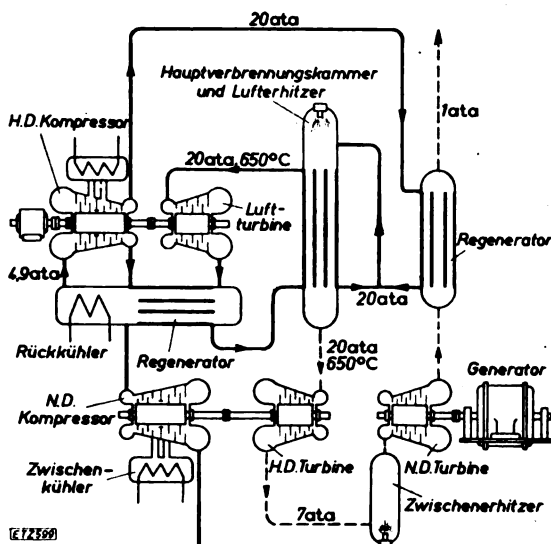 20ata
Hauptverbrennungskammer
und Lufterhitzer
1ata
H.D. Kompressor
20ata, 650°C
Luft-
turbine
Regenerator
4,9ata
20ata
Rückkühler
Regenerator
20ata
650°C
N.D.
Kompressor
Generator
H.D. Turbine
N.D. Turbine
Zwischen-
kühler
7ata
Zwischenerhitzer
ETZ599